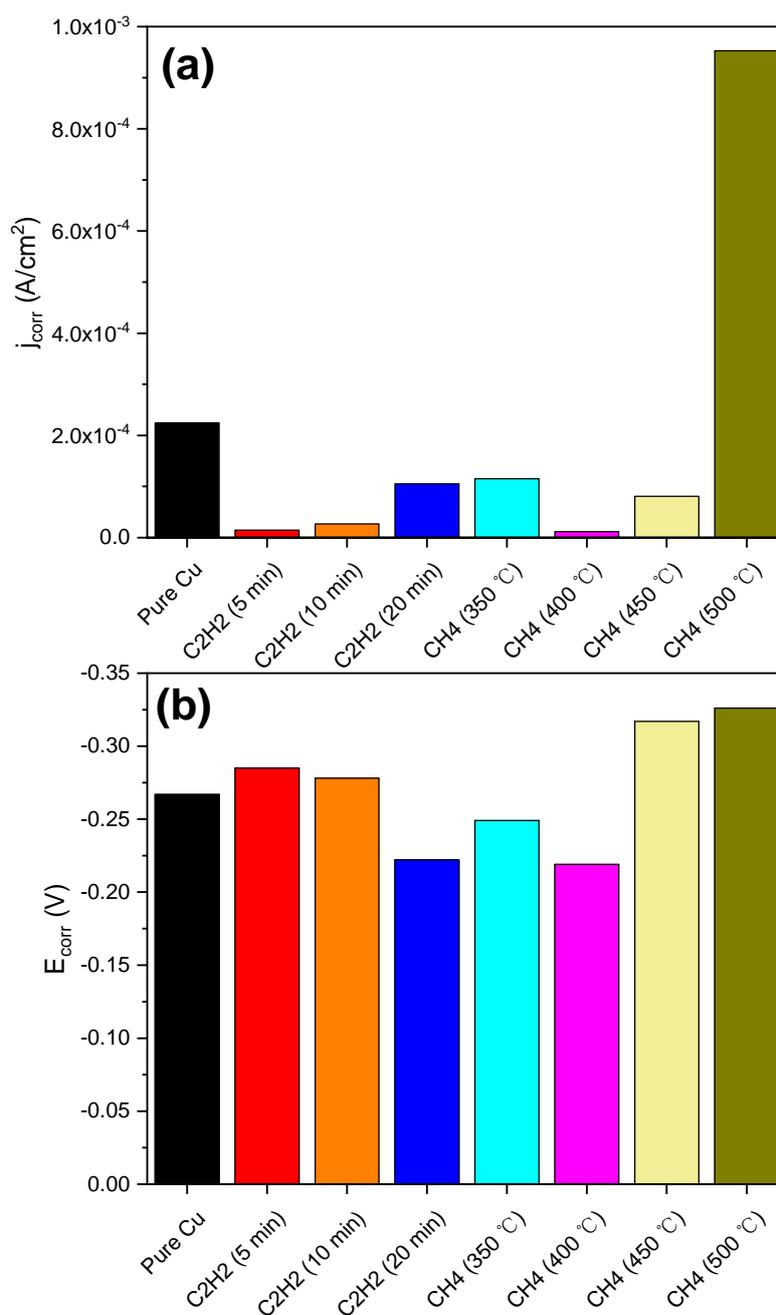 (a)
1.0x10⁻³
8.0x10⁻⁴
6.0x10⁻⁴
4.0x10⁻⁴
2.0x10⁻⁴
0.0
j_corr (A/cm²)
Pure Cu
C2H2 (5 min)
C2H2 (10 min)
C2H2 (20 min)
CH4 (350 ℃)
CH4 (400 ℃)
CH4 (450 ℃)
CH4 (500 ℃)
(b)
-0.35
-0.30
-0.25
-0.20
-0.15
-0.10
-0.05
0.00
E_corr (V)
Pure Cu
C2H2 (5 min)
C2H2 (10 min)
C2H2 (20 min)
CH4 (350 ℃)
CH4 (400 ℃)
CH4 (450 ℃)
CH4 (500 ℃)